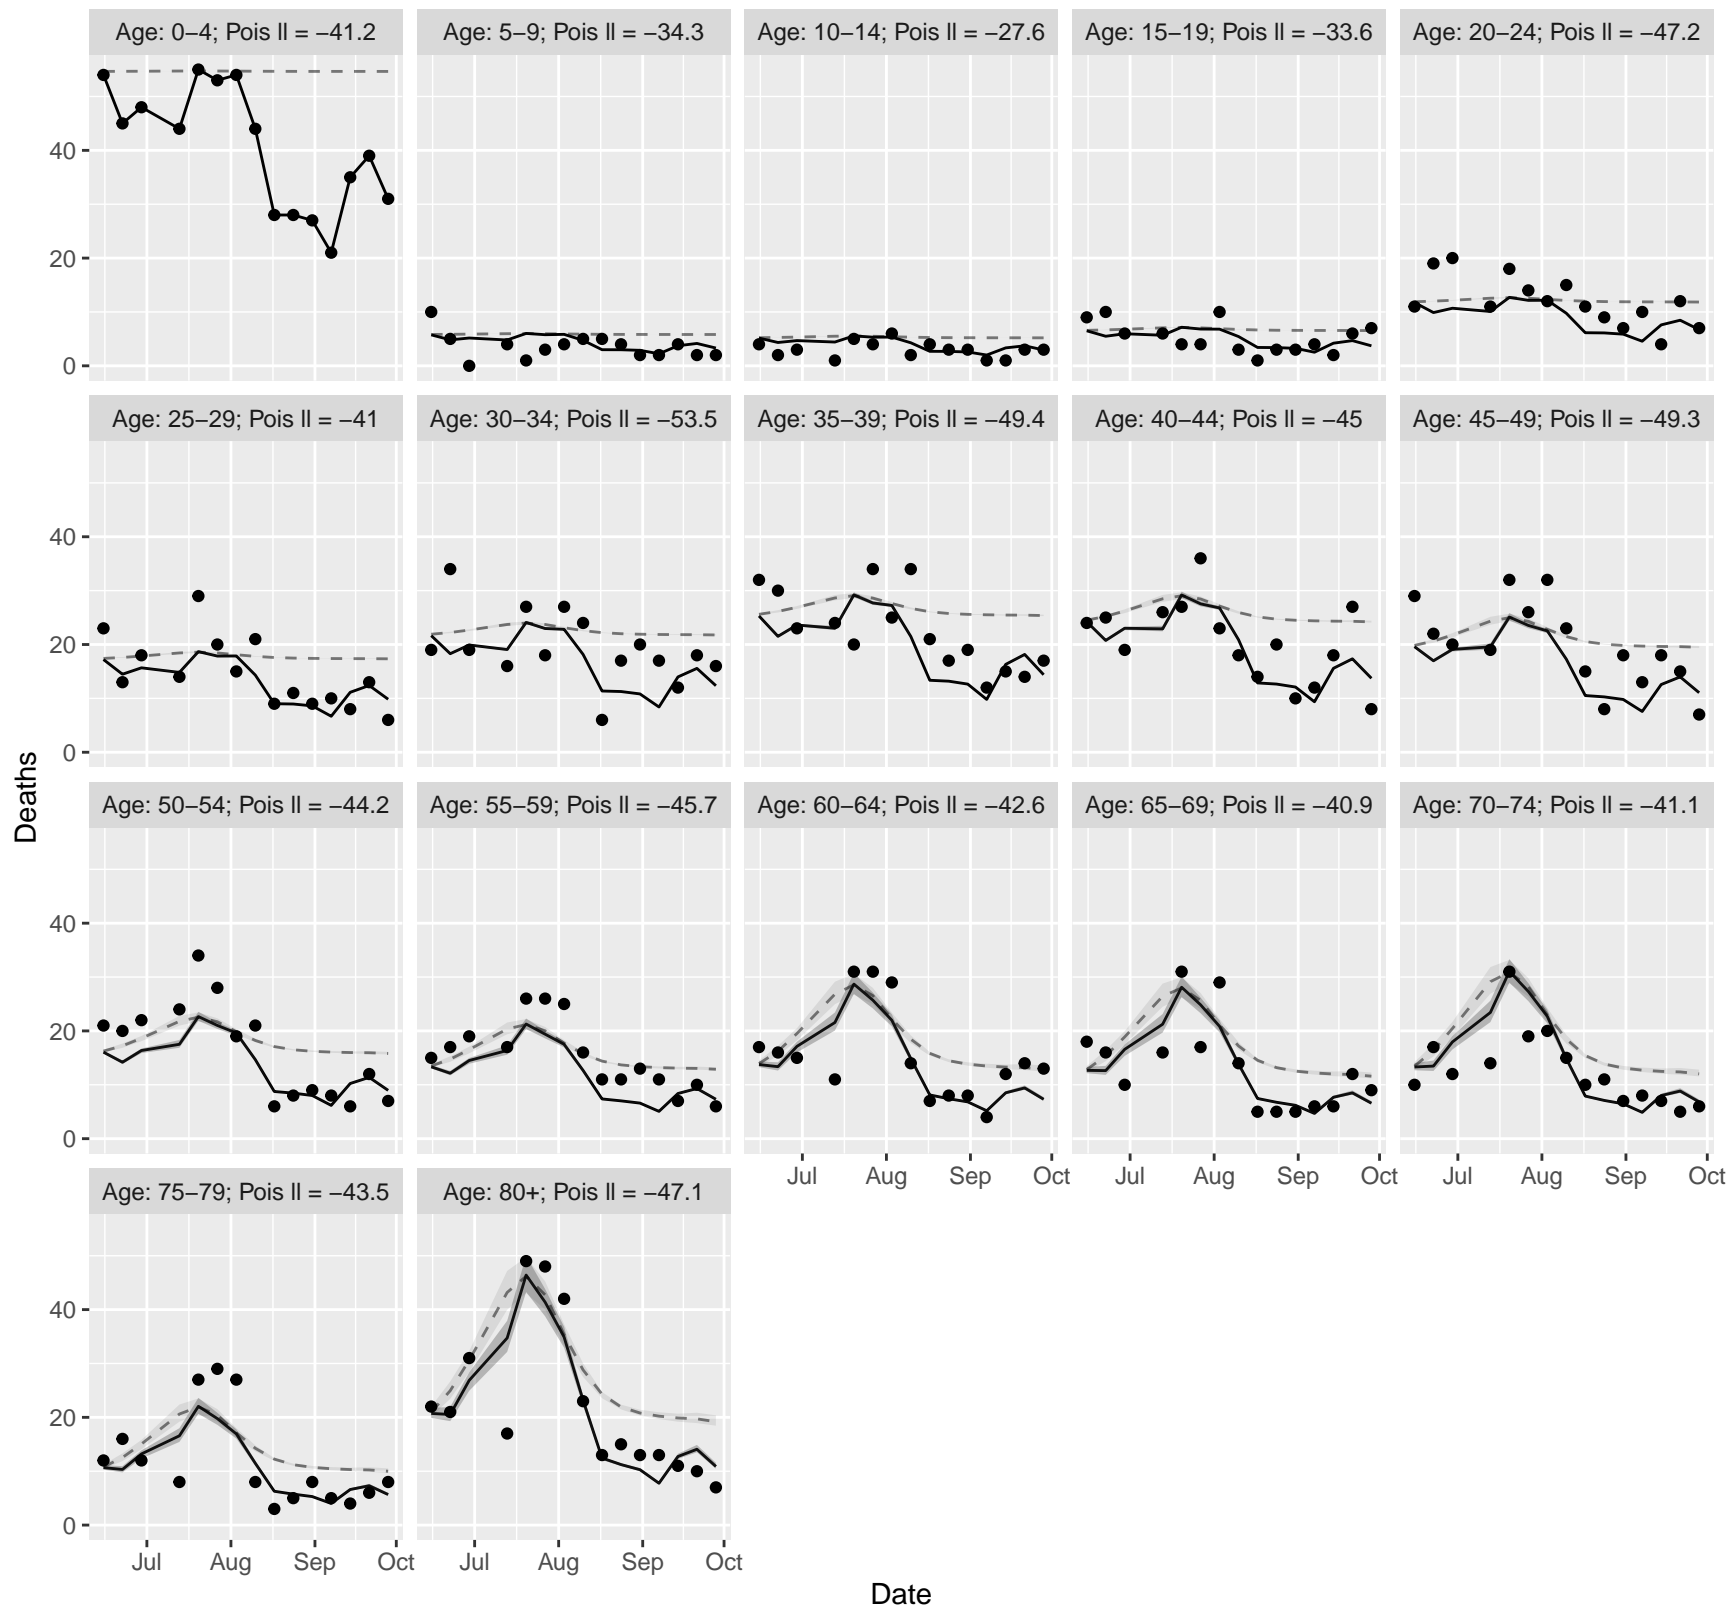 Age: 0−4; Pois ll = −41.2
Age: 5−9; Pois ll = −34.3
Age: 10−14; Pois ll = −27.6
Age: 15−19; Pois ll = −33.6
Age: 20−24; Pois ll = −47.2
40
20
0
Age: 25−29; Pois ll = −41
Age: 30−34; Pois ll = −53.5
Age: 35−39; Pois ll = −49.4
Age: 40−44; Pois ll = −45
Age: 45−49; Pois ll = −49.3
40
20
0
Deaths
Age: 50−54; Pois ll = −44.2
Age: 55−59; Pois ll = −45.7
Age: 60−64; Pois ll = −42.6
Age: 65−69; Pois ll = −40.9
Age: 70−74; Pois ll = −41.1
40
20
0
Jul Aug Sep Oct
Jul Aug Sep Oct
Jul Aug Sep Oct
Age: 75−79; Pois ll = −43.5
Age: 80+; Pois ll = −47.1
40
20
0
Jul Aug Sep Oct
Jul Aug Sep Oct
Date